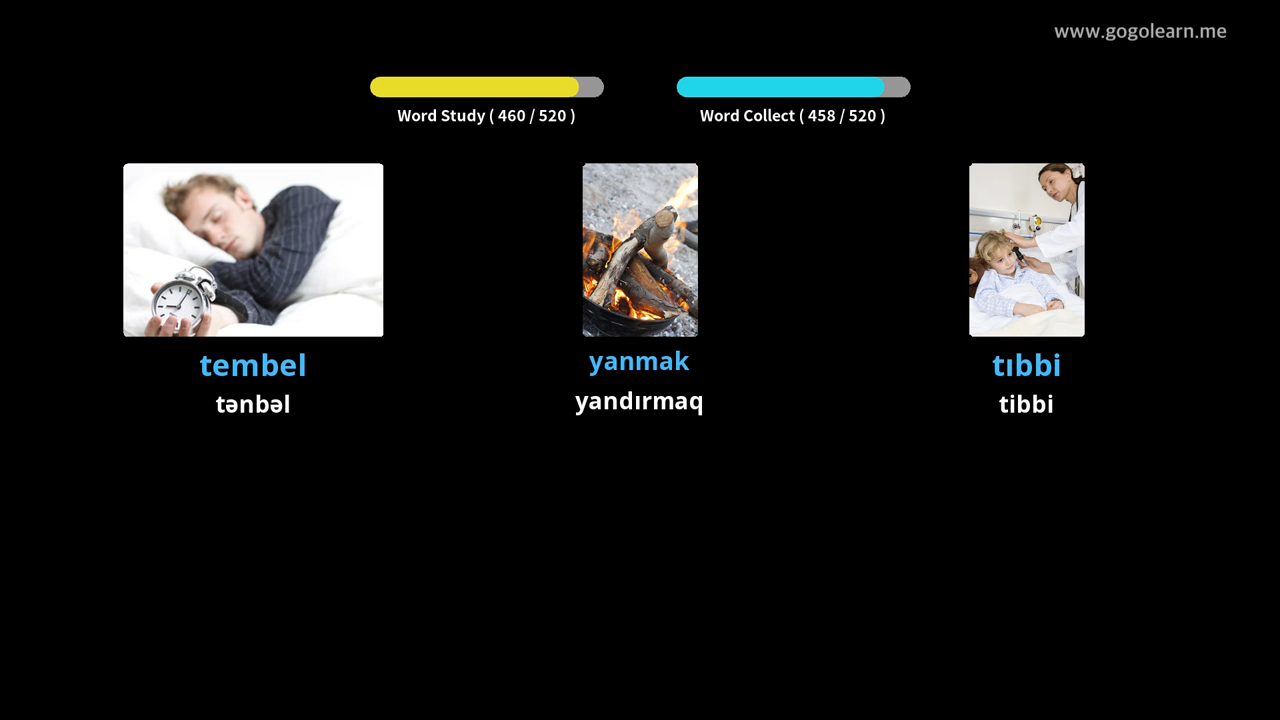 www.gogolearn.me
Word Study ( 460 / 520 )
Word Collect ( 458 / 520 )
tembel
tənbəl
yanmak
yandırmaq
tıbbi
tibbi